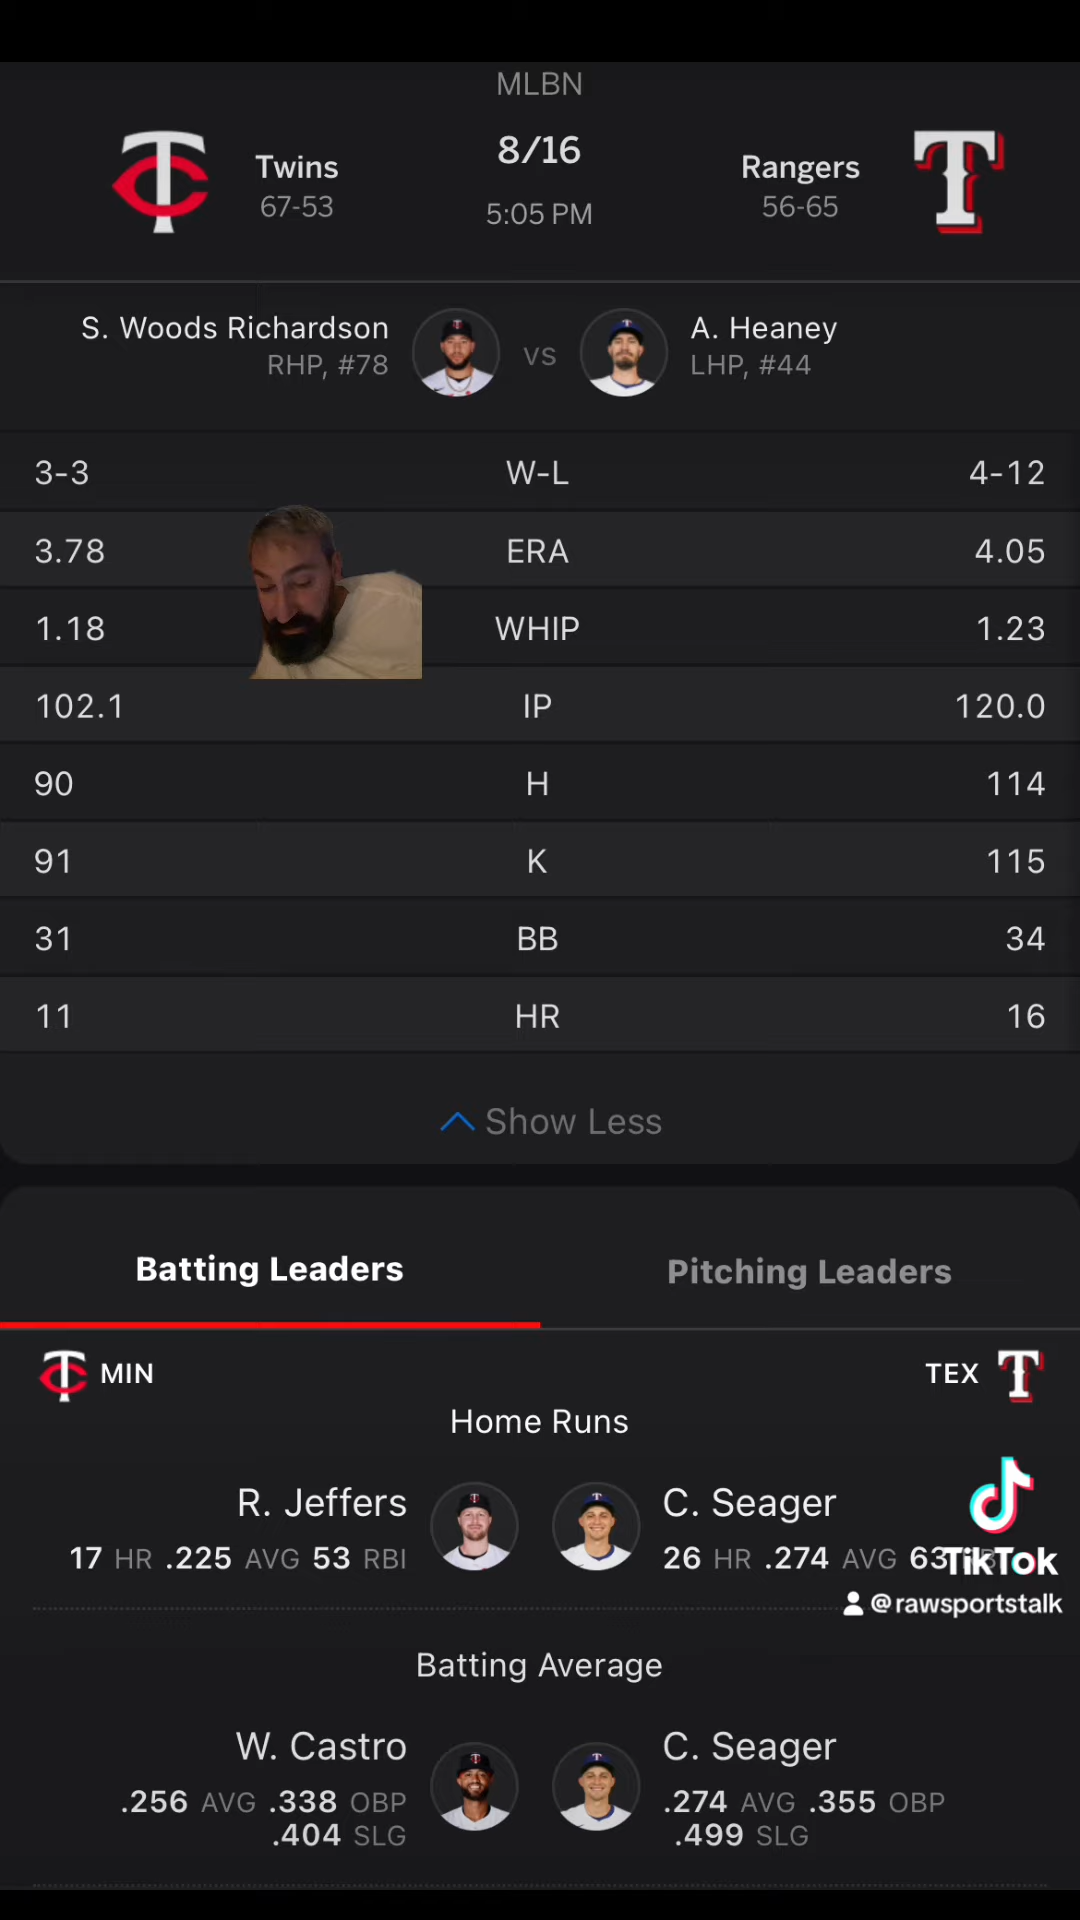 MLBN
Twins
67-53
8/16
5:05 PM
Rangers
56-65
S. Woods Richardson
RHP, #78
vs
A. Heaney
LHP, #44
3-3 W-L 4-12
3.78 ERA 4.05
1.18 WHIP 1.23
102.1 IP 120.0
90 H 114
91 K 115
31 BB 34
11 HR 16
Show Less
Batting Leaders
Pitching Leaders
MIN
TEX
Home Runs
R. Jeffers
17 HR .225 AVG 53 RBI
C. Seager
26 HR .274 AVG 63
TikTok
@rawsportstalk
Batting Average
W. Castro
.256 AVG .338 OBP
.404 SLG
C. Seager
.274 AVG .355 OBP
.499 SLG